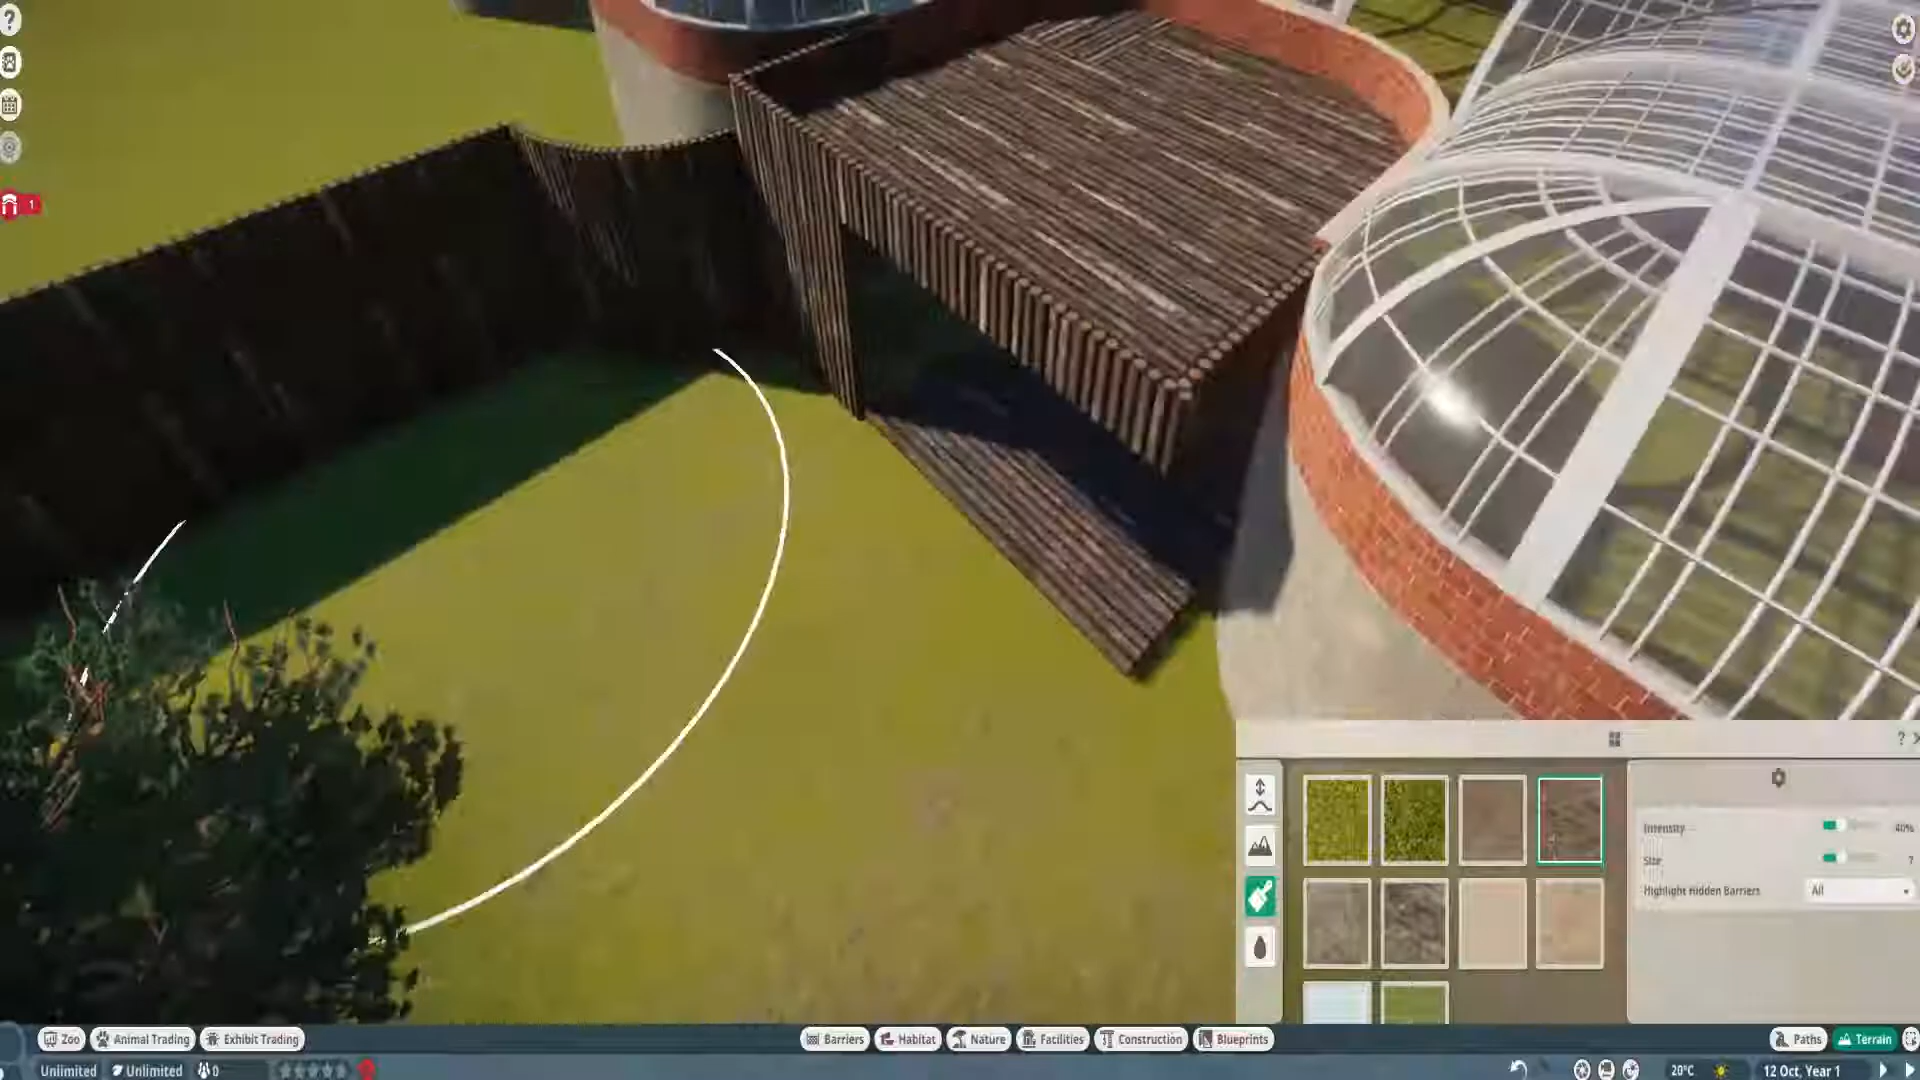 ?
1
?
Intensity 40%
Size 7
Highlight Hidden Barriers All
Zoo Animal Trading Exhibit Trading Barriers Habitat Nature Facilities Construction Blueprints Paths Terrain
Unlimited Unlimited 0 20°C 12 Oct, Year 1